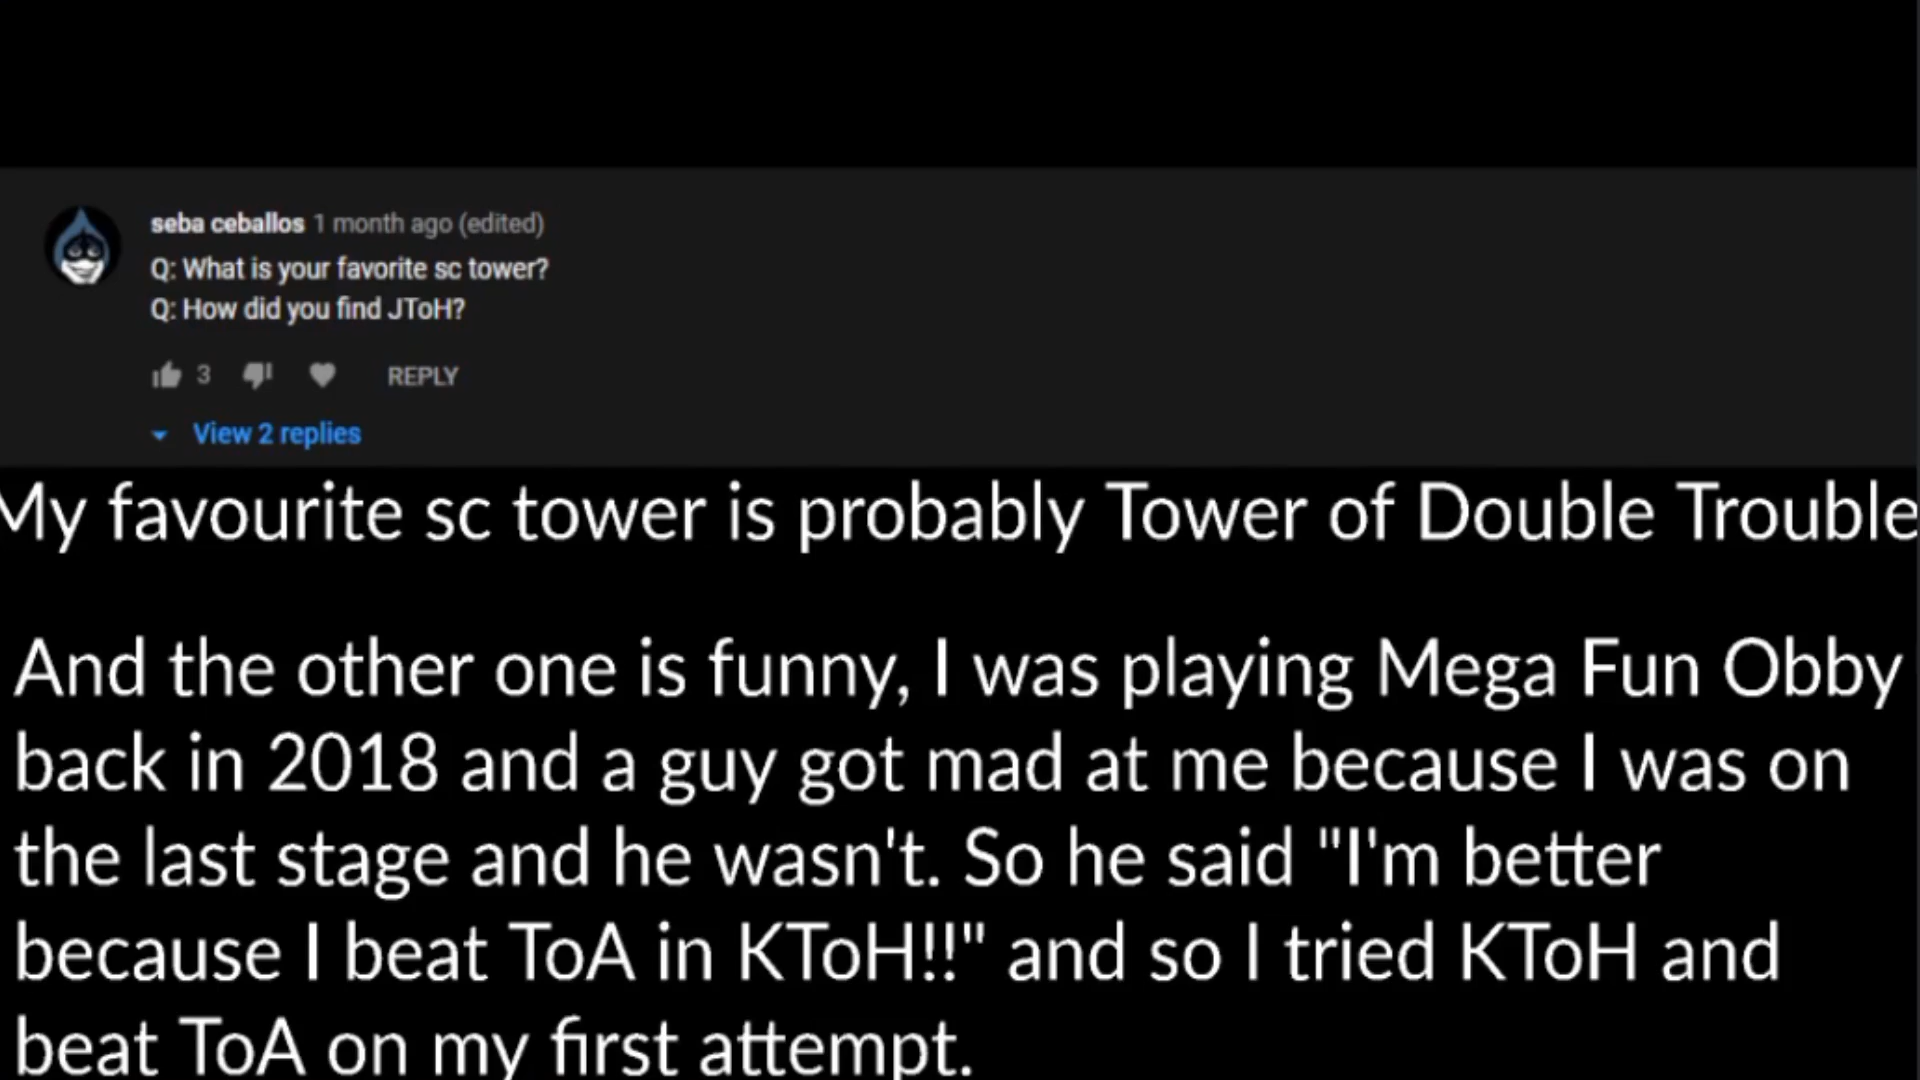 seba ceballos 1 month ago (edited)
Q: What is your favorite sc tower?
Q: How did you find JToH?
3 REPLY
View 2 replies
My favourite sc tower is probably Tower of Double Trouble
And the other one is funny, I was playing Mega Fun Obby
back in 2018 and a guy got mad at me because I was on
the last stage and he wasn't. So he said "I'm better
because I beat ToA in KToH!!" and so I tried KToH and
beat ToA on my first attempt.